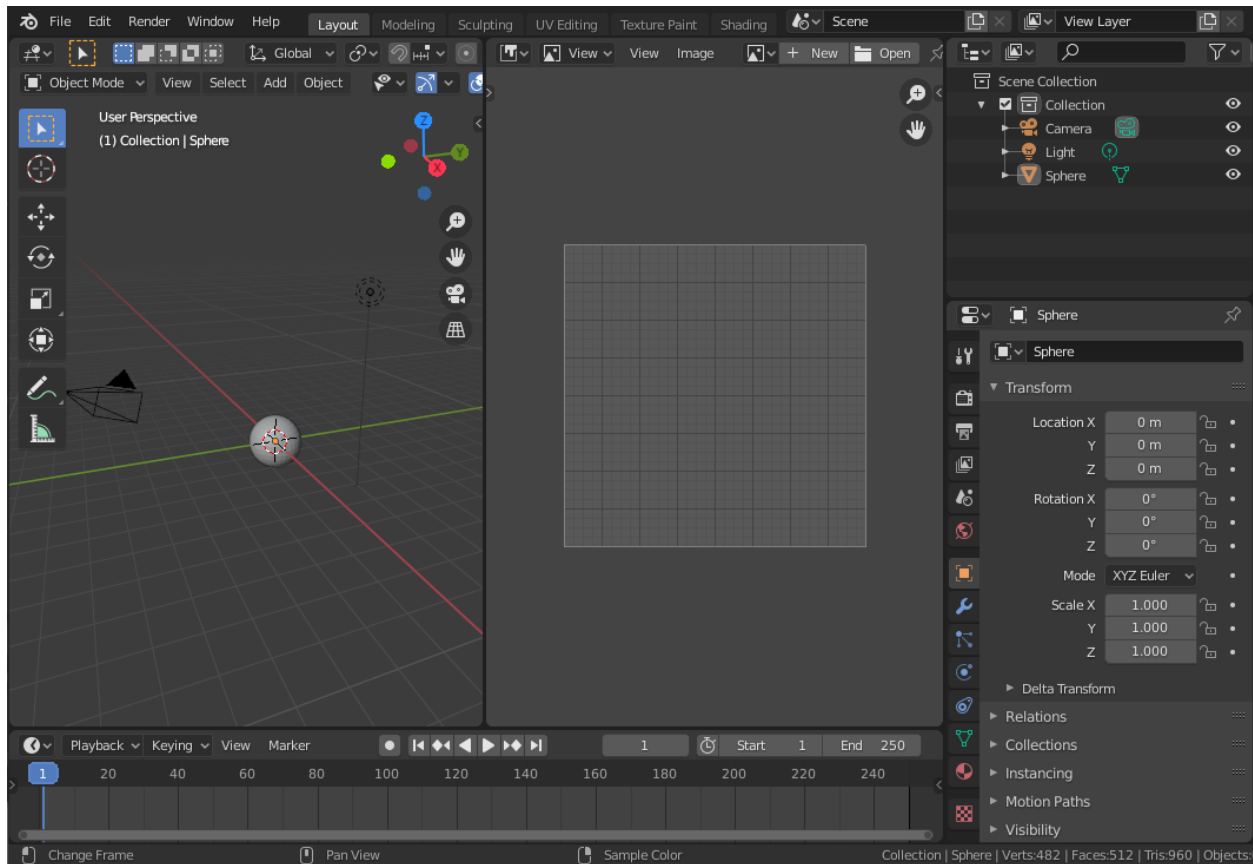 File Edit Render Window Help Layout Modeling Sculpting UV Editing Texture Paint Shading Scene View Layer
Global View View Image New Open
Object Mode View Select Add Object
User Perspective
(1) Collection | Sphere
Z
Y
X
Scene Collection
Collection
Camera
Light
Sphere
Sphere
Sphere
Transform
Location X 0 m
Y 0 m
Z 0 m
Rotation X 0°
Y 0°
Z 0°
Mode XYZ Euler
Scale X 1.000
Y 1.000
Z 1.000
Delta Transform
Relations
Collections
Instancing
Motion Paths
Visibility
Playback Keying View Marker 1 Start 1 End 250
1 20 40 60 80 100 120 140 160 180 200 220 240
Change Frame Pan View Sample Color Collection | Sphere | Verts:482 | Faces:512 | Tris:960 | Objects: